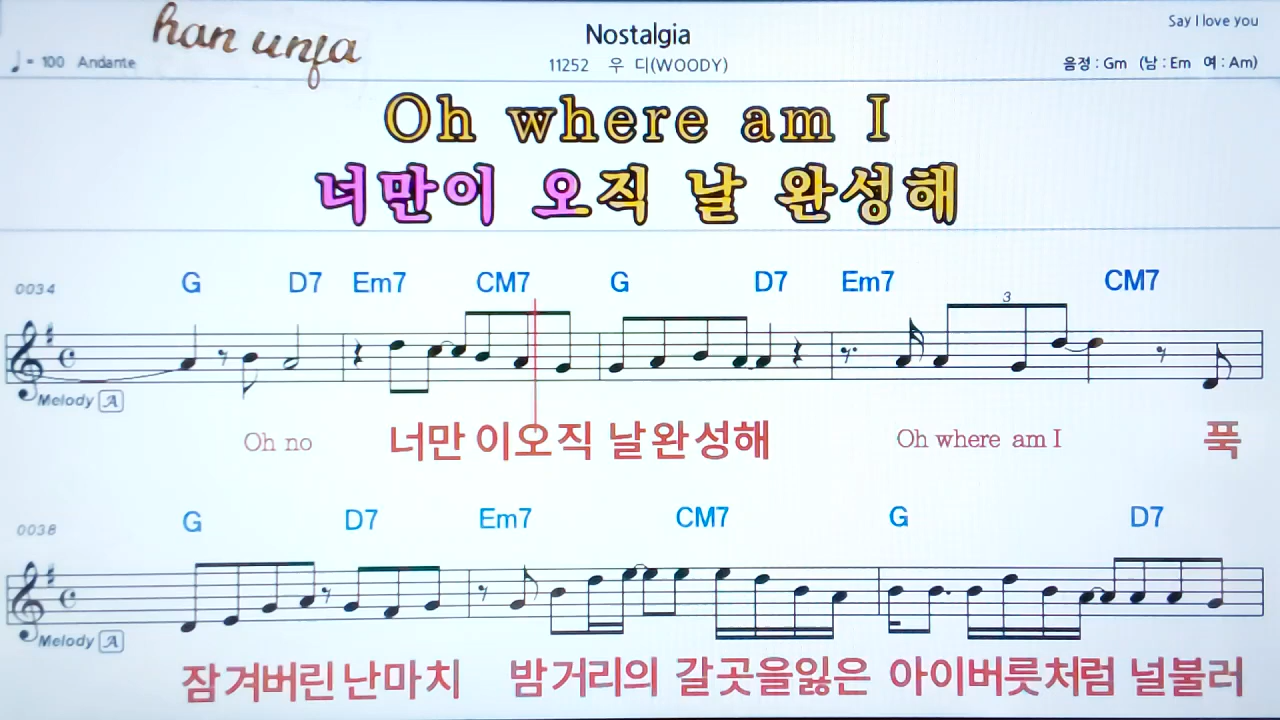 han unja
Nostalgia
Say I love you
♩= 100 Andante
11252 우 디(WOODY)
음정 : Gm (남 : Em 여 : Am)
Oh where am I
너만이 오직 날 완성해
0034 G D7 Em7 CM7 G D7 Em7 CM7
3
Melody A
Oh no 너만 이오직 날완성해 Oh where am I 푹
0038 G D7 Em7 CM7 G D7
Melody A
잠겨버린난마치 밤거리의 갈곳을잃은 아이버릇처럼 널불러